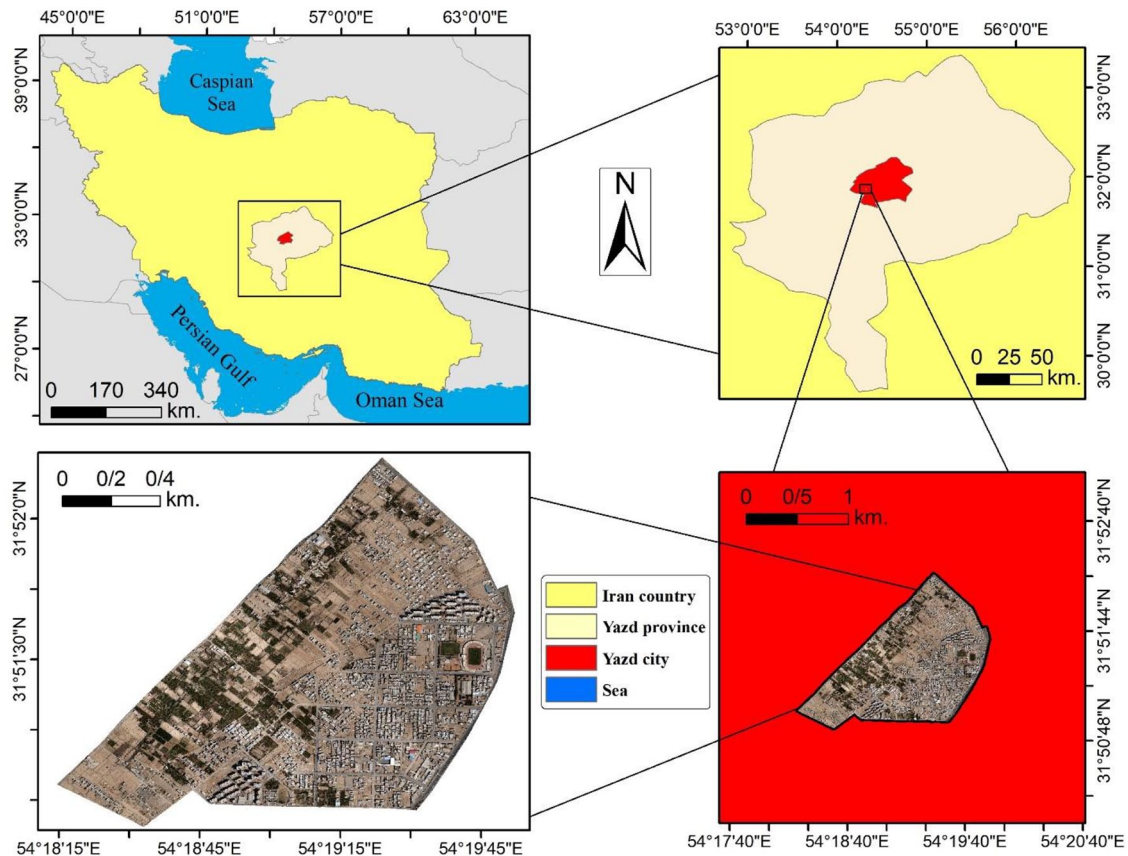 45°0'0"E 51°0'0"E 57°0'0"E 63°0'0"E
39°0'0"N
33°0'0"N
27°0'0"N
Caspian
Sea
Persian Gulf
Oman Sea
0 170 340
km.
N
53°0'0"E 54°0'0"E 55°0'0"E 56°0'0"E
33°0'0"N
32°0'0"N
31°0'0"N
30°0'0"N
0 25 50
km.
0 0/2 0/4
km.
31°52'0"N
31°51'30"N
54°18'15"E 54°18'45"E 54°19'15"E 54°19'45"E
Iran country
Yazd province
Yazd city
Sea
0 0/5 1
km.
31°52'40"N
31°51'44"N
31°50'48"N
54°17'40"E 54°18'40"E 54°19'40"E 54°20'40"E